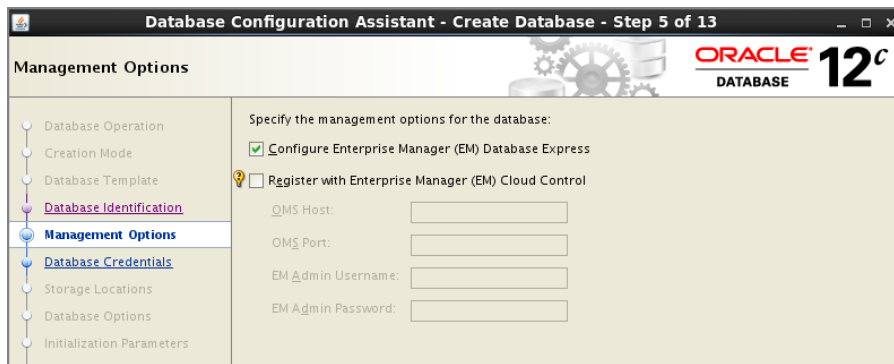 Database Configuration Assistant - Create Database - Step 5 of 13
Management Options
ORACLE
DATABASE
12c
Database Operation
Creation Mode
Database Template
Database Identification
Management Options
Database Credentials
Storage Locations
Database Options
Initialization Parameters
Specify the management options for the database:
Configure Enterprise Manager (EM) Database Express
Register with Enterprise Manager (EM) Cloud Control
OMS Host:
OMS Port:
EM Admin Username:
EM Admin Password: